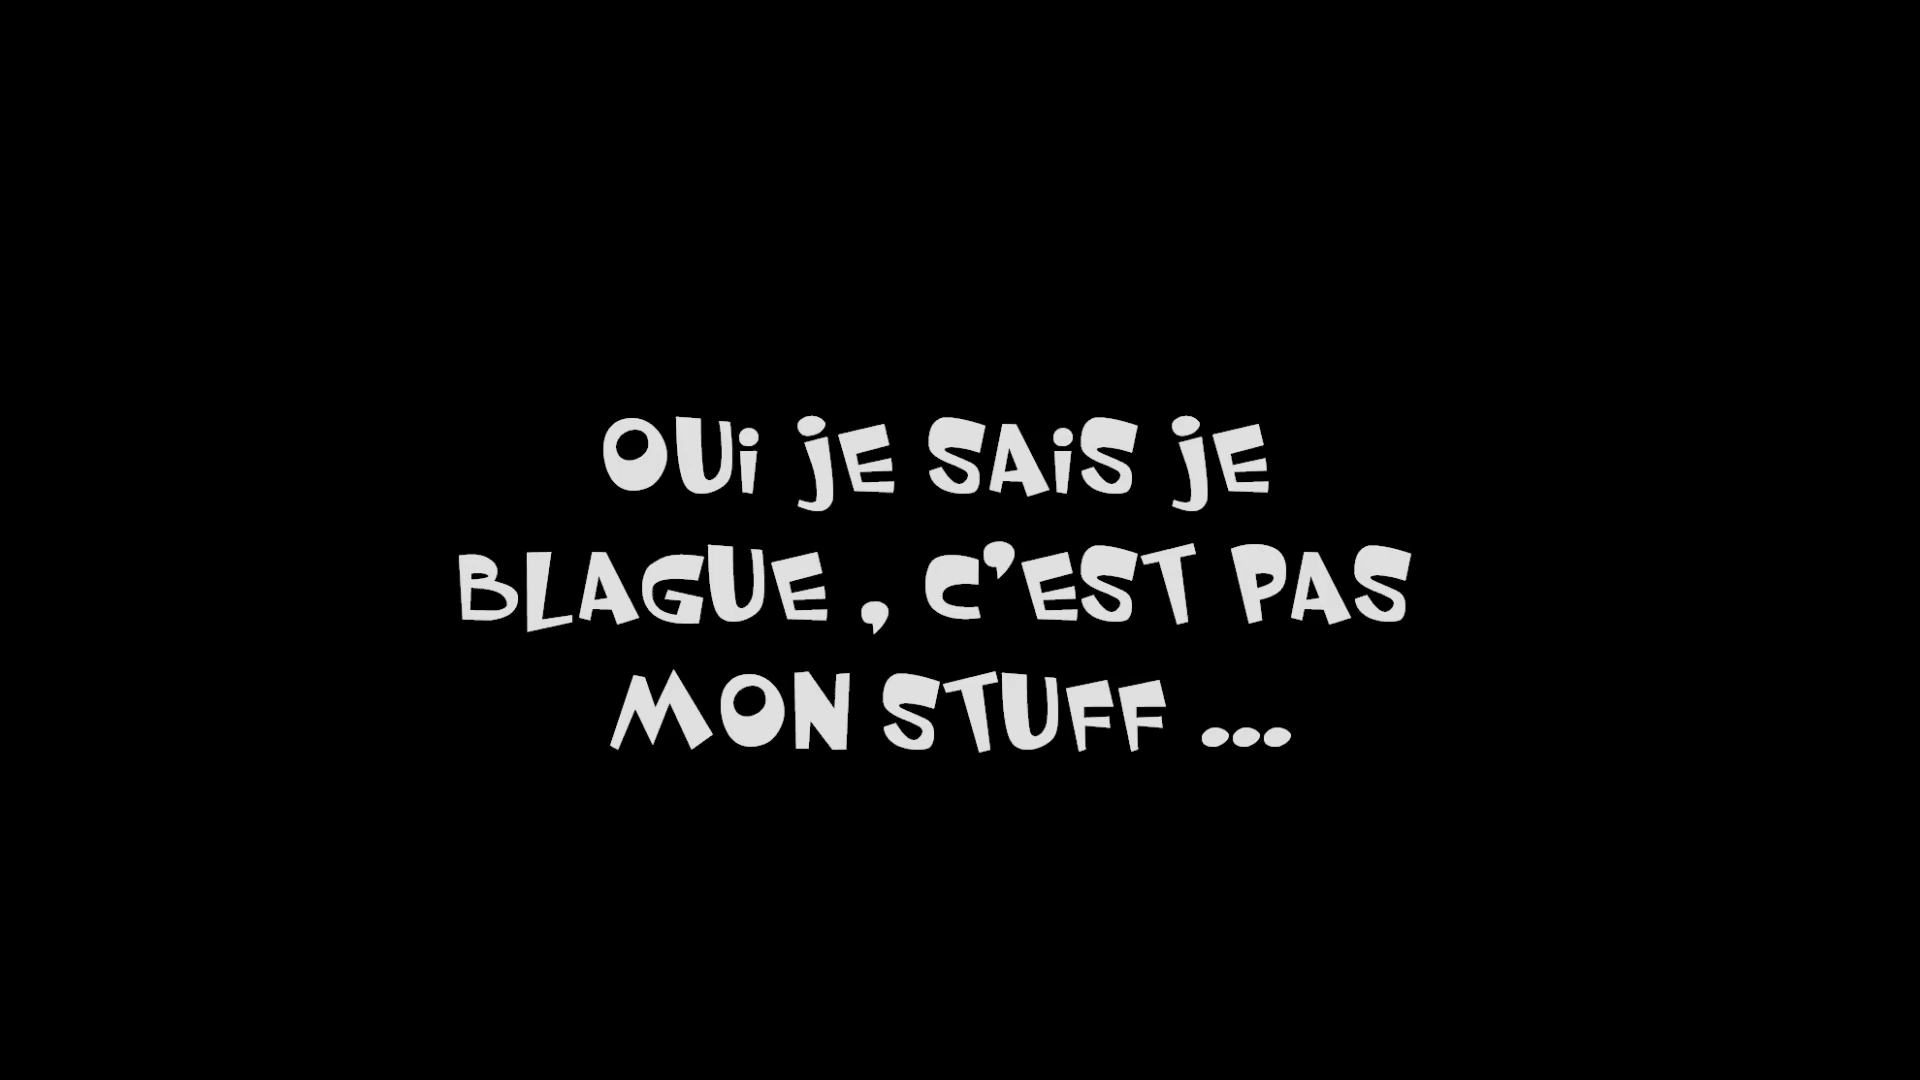 OUi jE SAiS jE
BLAGUE , C'EST PAS
MON STUFF ...